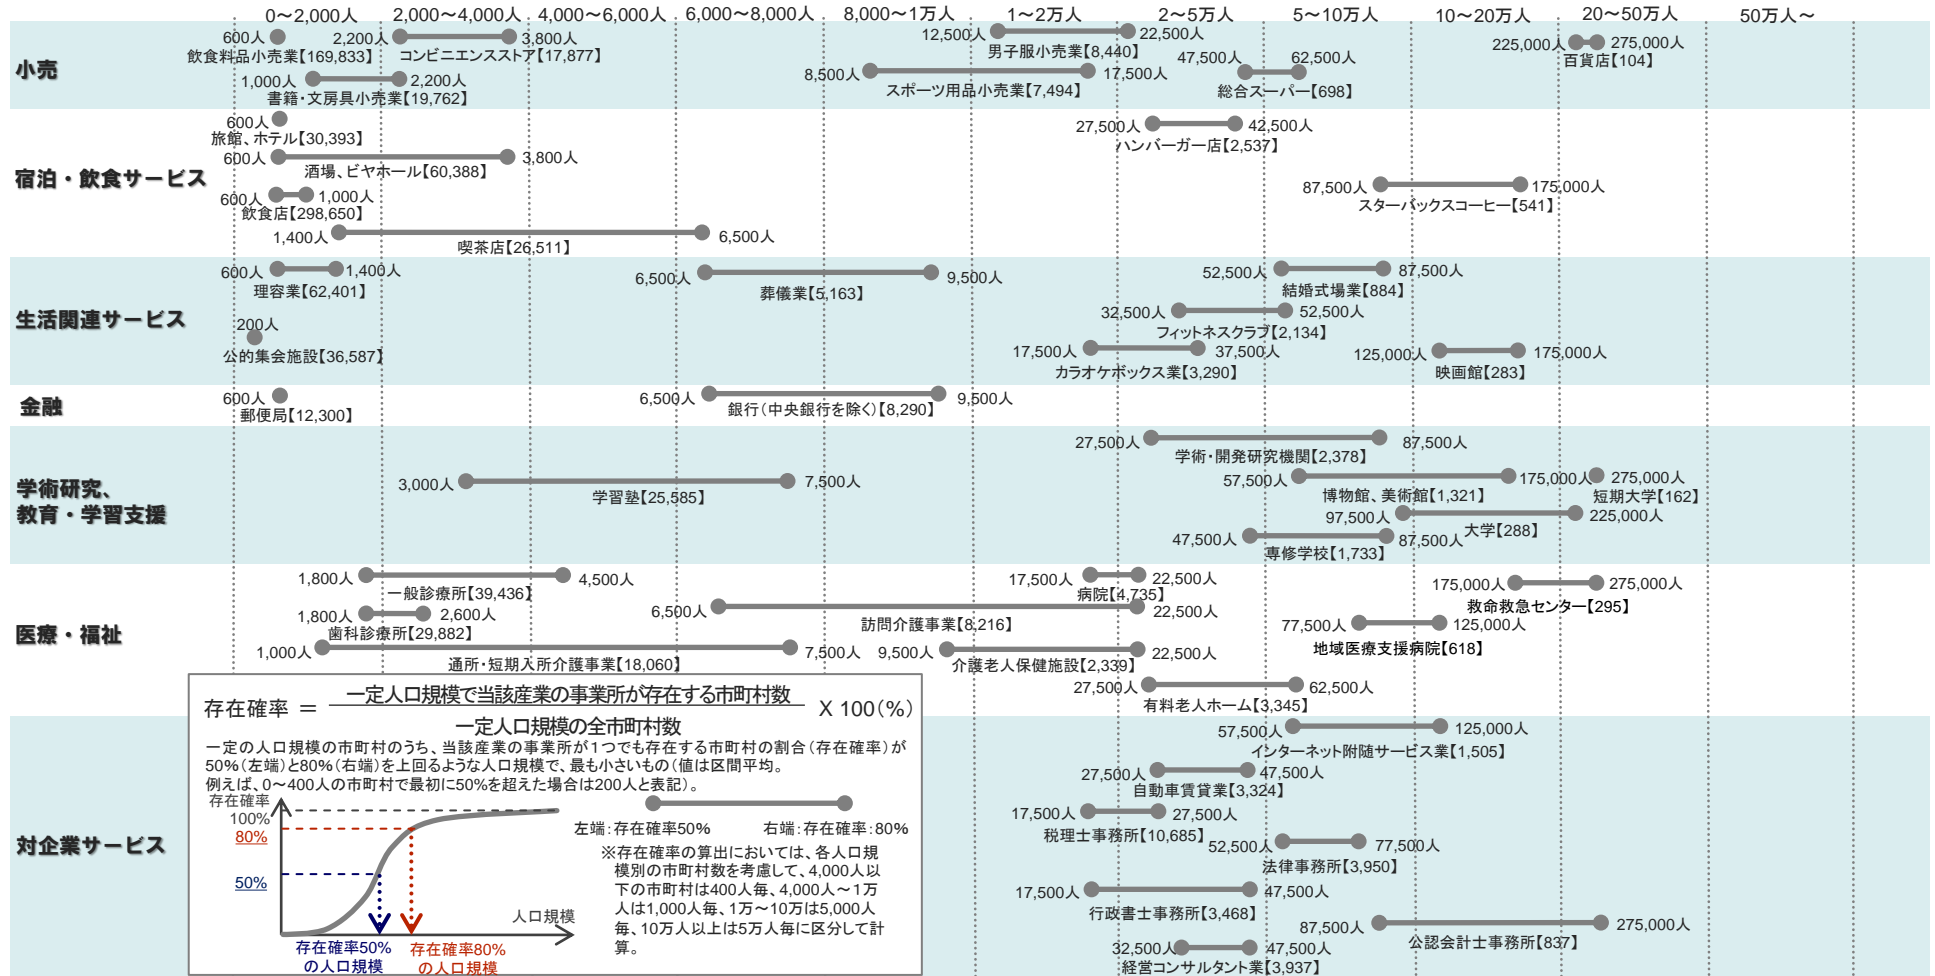 0～2,000人
2,000～4,000人
4,000～6,000人
6,000～8,000人
8,000～1万人
1～2万人
2～5万人
5～10万人
10～20万人
20～50万人
50万人～
小売
600人
飲食料品小売業【169,833】
2,200人
3,800人
コンビニエンスストア【17,877】
12,500人
22,500人
男子服小売業【8,440】
225,000人
275,000人
百貨店【104】
1,000人
2,200人
書籍・文房具小売業【19,762】
8,500人
17,500人
スポーツ用品小売業【7,494】
47,500人
62,500人
総合スーパー【698】
宿泊・飲食サービス
600人
旅館、ホテル【30,393】
27,500人
42,500人
ハンバーガー店【2,537】
600人
3,800人
酒場、ビヤホール【60,388】
600人
1,000人
飲食店【298,650】
87,500人
175,000人
スターバックスコーヒー【541】
1,400人
6,500人
喫茶店【26,511】
生活関連サービス
600人
1,400人
理容業【62,401】
6,500人
9,500人
葬儀業【5,163】
52,500人
87,500人
結婚式場業【884】
32,500人
52,500人
フィットネスクラブ【2,134】
200人
公的集会施設【36,587】
17,500人
37,500人
カラオケボックス業【3,290】
125,000人
175,000人
映画館【283】
金融
600人
郵便局【12,300】
6,500人
9,500人
銀行（中央銀行を除く）【8,290】
学術研究、
教育・学習支援
27,500人
87,500人
学術・開発研究機関【2,378】
3,000人
7,500人
学習塾【25,585】
57,500人
175,000人
博物館、美術館【1,321】
275,000人
短期大学【162】
97,500人
225,000人
大学【288】
47,500人
87,500人
専修学校【1,733】
医療・福祉
1,800人
4,500人
一般診療所【39,436】
17,500人
22,500人
病院【4,735】
175,000人
275,000人
救命救急センター【295】
1,800人
2,600人
歯科診療所【29,882】
6,500人
22,500人
訪問介護事業【8,216】
77,500人
125,000人
地域医療支援病院【618】
1,000人
7,500人
通所・短期入所介護事業【18,060】
9,500人
22,500人
介護老人保健施設【2,339】
27,500人
62,500人
有料老人ホーム【3,345】
対企業サービス
57,500人
125,000人
インターネット附随サービス業【1,505】
27,500人
47,500人
自動車賃貸業【3,324】
17,500人
27,500人
税理士事務所【10,685】
52,500人
77,500人
法律事務所【3,950】
17,500人
47,500人
行政書士事務所【3,468】
87,500人
275,000人
公認会計士事務所【837】
32,500人
47,500人
経営コンサルタント業【3,937】
存在確率 ＝
一定人口規模で当該産業の事業所が存在する市町村数
一定人口規模の全市町村数
X 100（％）
一定の人口規模の市町村のうち、当該産業の事業所が１つでも存在する市町村の割合（存在確率）が
50%（左端）と80%（右端）を上回るような人口規模で、最も小さいもの（値は区間平均。
例えば、0～400人の市町村で最初に50%を超えた場合は200人と表記）。
存在確率
100%
80%
50%
人口規模
存在確率50%
の人口規模
存在確率80%
の人口規模
左端：存在確率50%
右端：存在確率：80%
※存在確率の算出においては、各人口規
模別の市町村数を考慮して、4,000人以
下の市町村は400人毎、4,000人～1万
人は1,000人毎、1万～10万は5,000人
毎、10万人以上は5万人毎に区分して計
算。